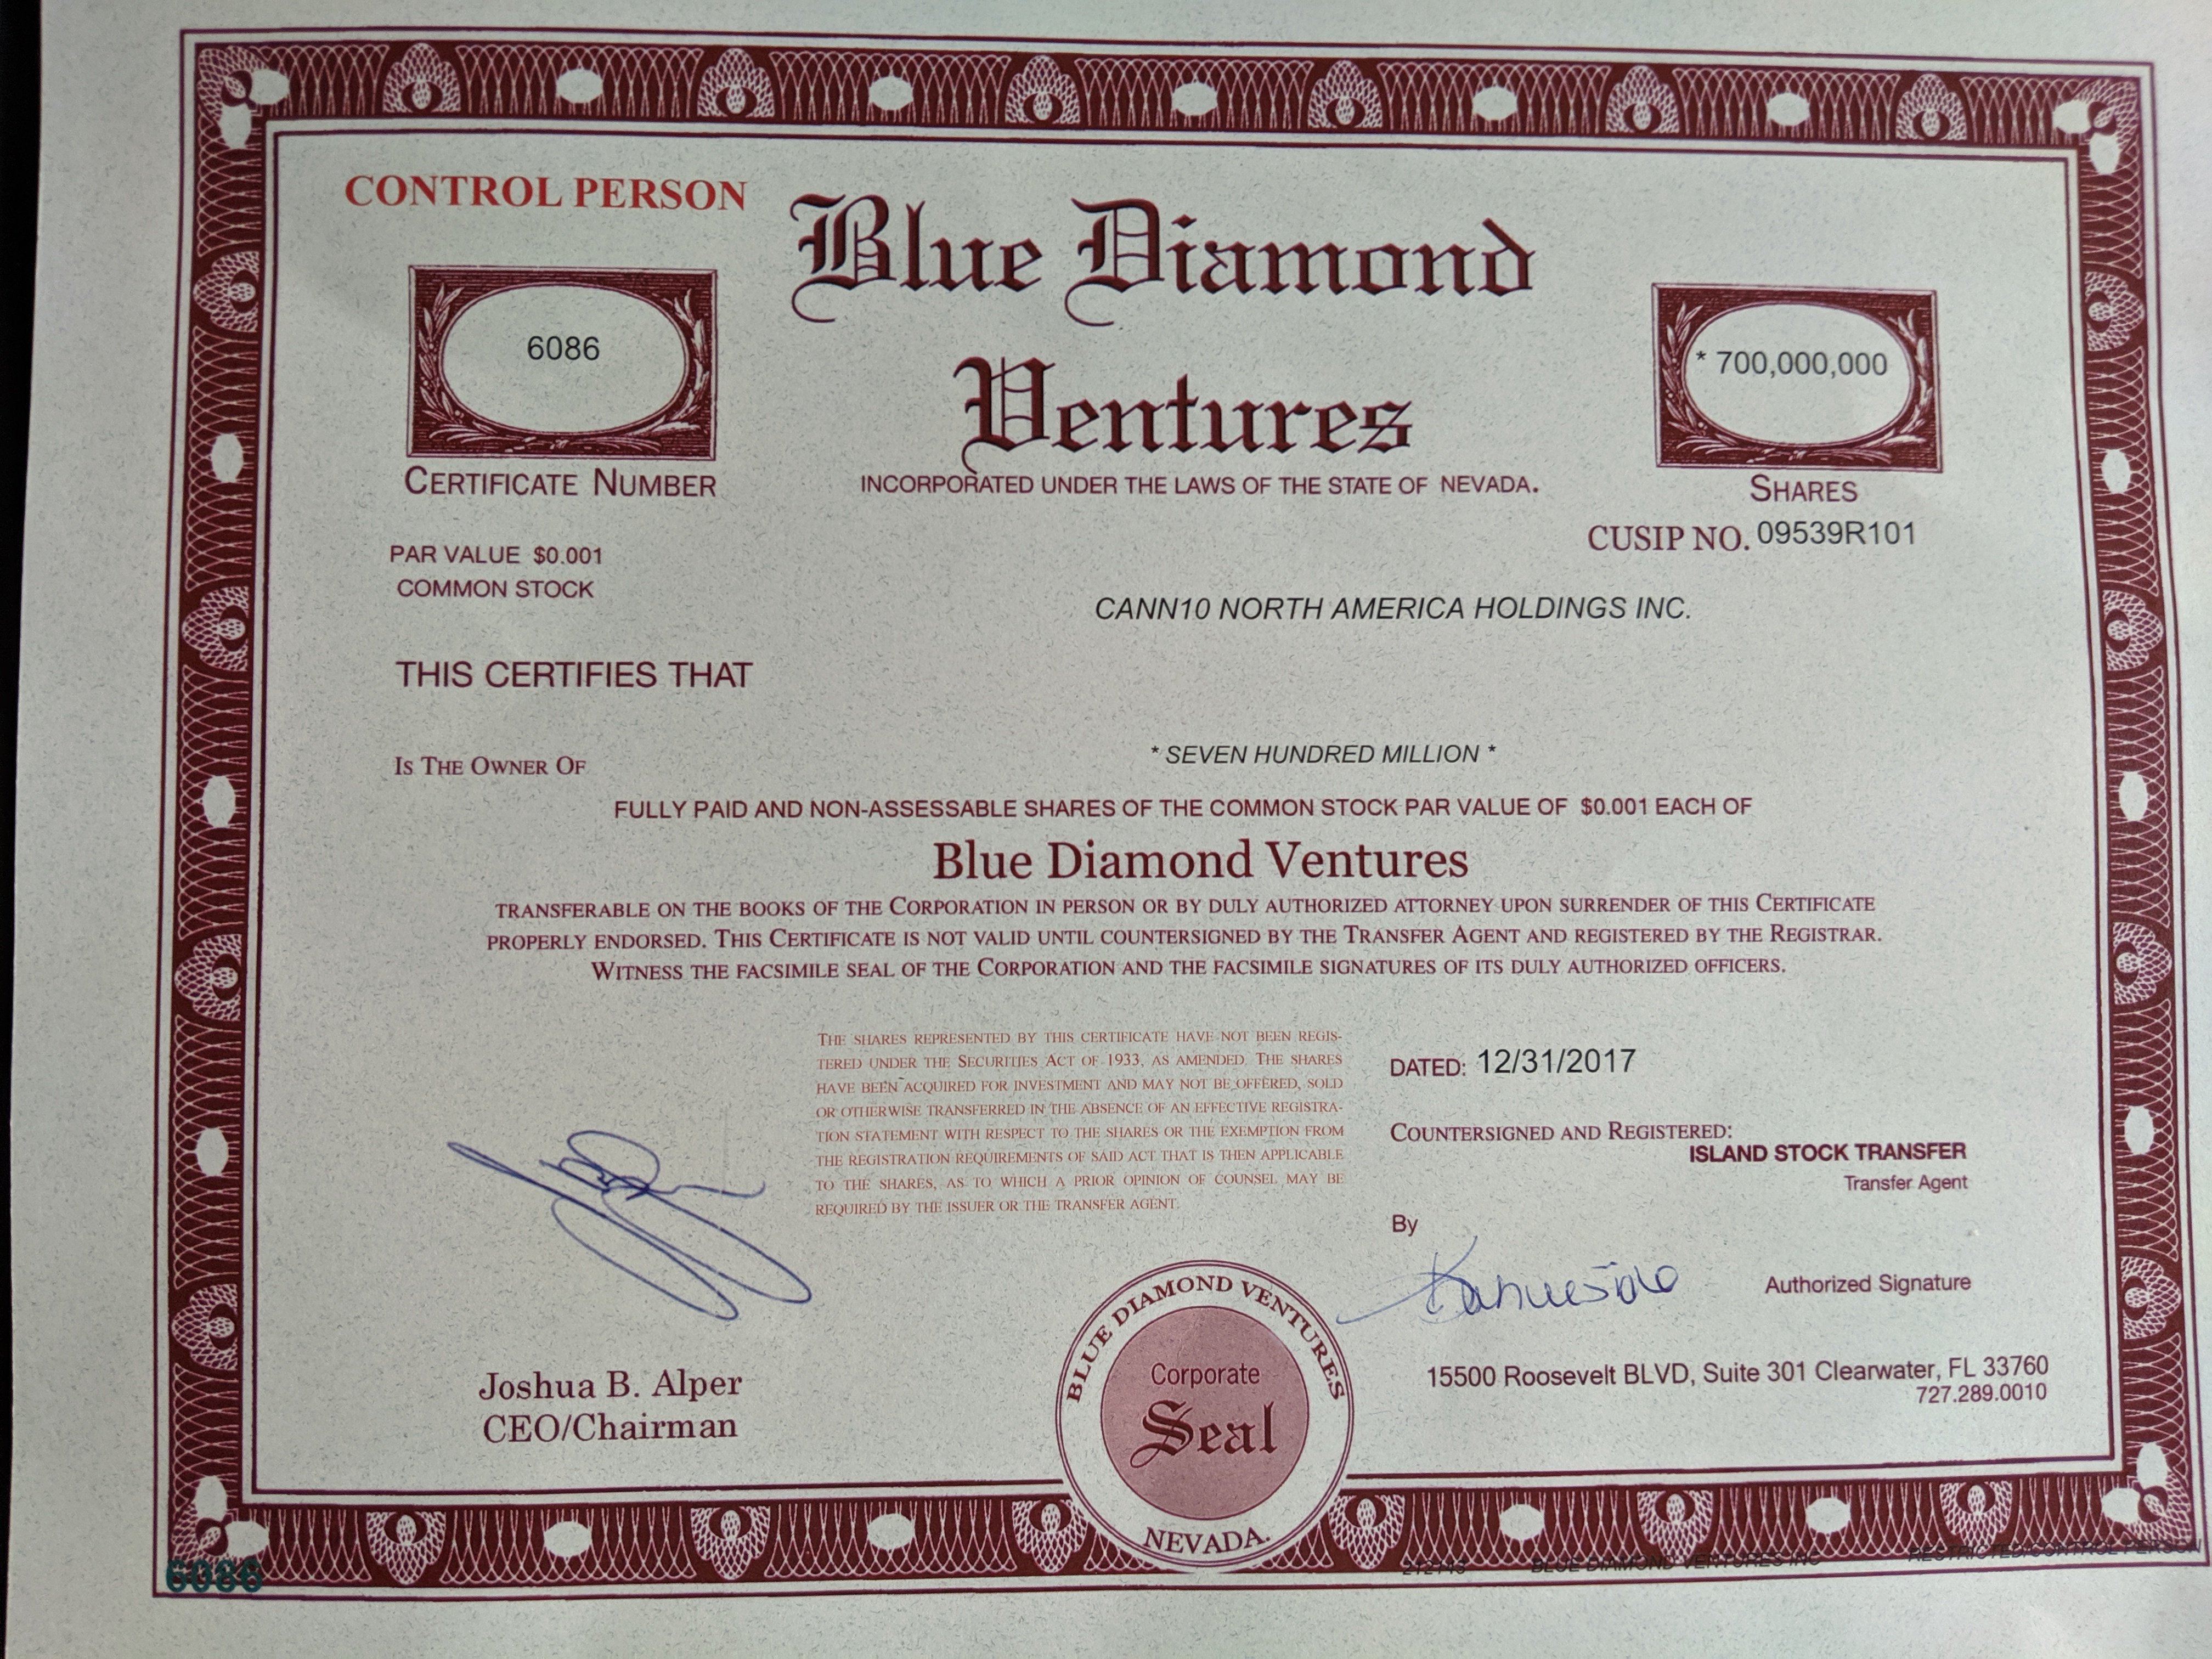 CONTROL PERSON
Blue Diamond
Ventures
6086
CERTIFICATE NUMBER
* 700,000,000
SHARES
INCORPORATED UNDER THE LAWS OF THE STATE OF NEVADA.
CUSIP NO. 09539R101
PAR VALUE $0.001
COMMON STOCK
CANN10 NORTH AMERICA HOLDINGS INC.
THIS CERTIFIES THAT
IS THE OWNER OF
* SEVEN HUNDRED MILLION *
FULLY PAID AND NON-ASSESSABLE SHARES OF THE COMMON STOCK PAR VALUE OF $0.001 EACH OF
Blue Diamond Ventures
TRANSFERABLE ON THE BOOKS OF THE CORPORATION IN PERSON OR BY DULY AUTHORIZED ATTORNEY UPON SURRENDER OF THIS CERTIFICATE
PROPERLY ENDORSED. THIS CERTIFICATE IS NOT VALID UNTIL COUNTERSIGNED BY THE TRANSFER AGENT AND REGISTERED BY THE REGISTRAR.
WITNESS THE FACSIMILE SEAL OF THE CORPORATION AND THE FACSIMILE SIGNATURES OF ITS DULY AUTHORIZED OFFICERS.
THE SHARES REPRESENTED BY THIS CERTIFICATE HAVE NOT BEEN REGIS-
TERED UNDER THE SECURITIES ACT OF 1933, AS AMENDED. THE SHARES
HAVE BEEN ACQUIRED FOR INVESTMENT AND MAY NOT BE OFFERED, SOLD
OR OTHERWISE TRANSFERRED IN THE ABSENCE OF AN EFFECTIVE REGISTRA-
TION STATEMENT WITH RESPECT TO THE SHARES OR THE EXEMPTION FROM
THE REGISTRATION REQUIREMENTS OF SAID ACT THAT IS THEN APPLICABLE
TO THE SHARES, AS TO WHICH A PRIOR OPINION OF COUNSEL MAY BE
REQUIRED BY THE ISSUER OR THE TRANSFER AGENT.
DATED: 12/31/2017
COUNTERSIGNED AND REGISTERED:
ISLAND STOCK TRANSFER
Transfer Agent
By
Authorized Signature
15500 Roosevelt BLVD, Suite 301 Clearwater, FL 33760
727.289.0010
Joshua B. Alper
CEO/Chairman
BLUE DIAMOND VENTURES
Corporate
Seal
NEVADA.
6086
BLUE DIAMOND VENTURES INC
RESTRICTED/CONTROL PERSON